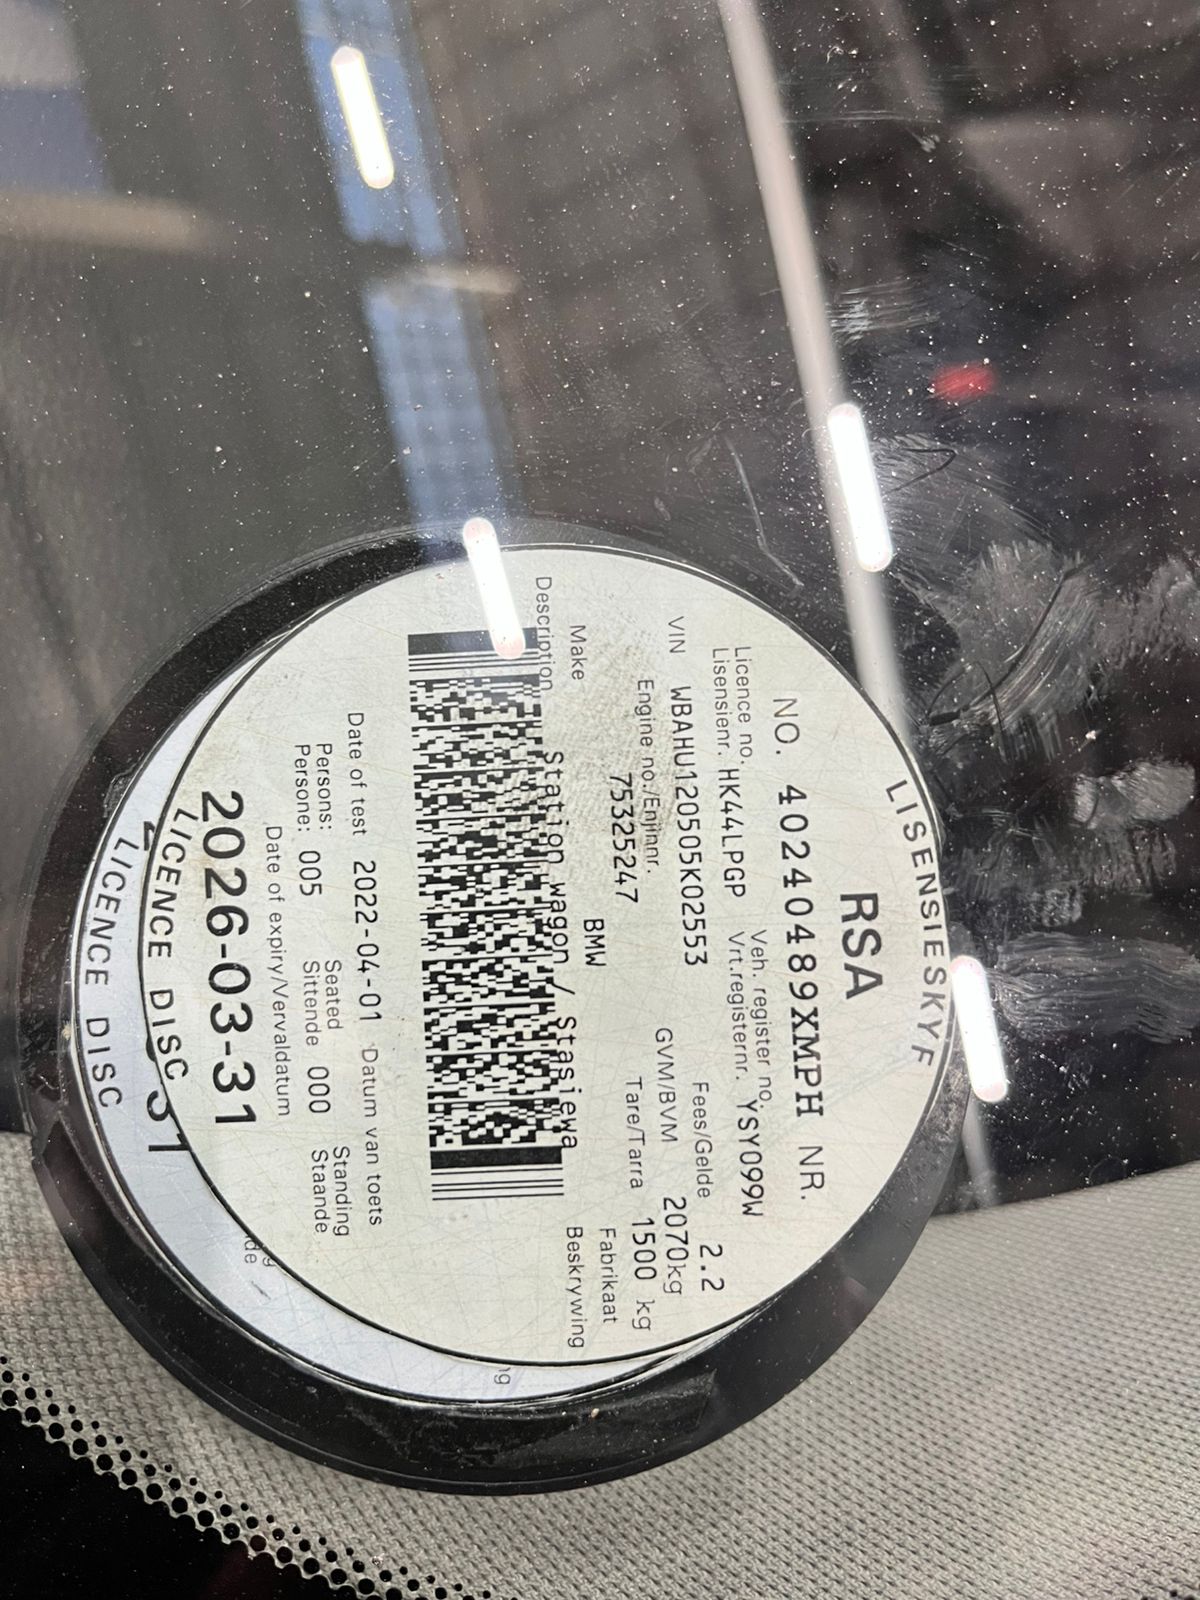 LISENSIESKYF
RSA
NO. 40240489XMPH NR.
Licence no. Veh. register no.
Lisensienr. HK44LPGP Vrt.registernr. YSY099W
VIN WBAHU120505K02553 Fees/Gelde 2.2
Engine no./Enjinnr. GVM/BVM 2070kg
75325247 Tare/Tarra 1500 kg
Make BMW Fabrikaat
Description Station wagon / Stasiewa Beskrywing
Date of test 2022-04-01 Datum van toets
Persons: Seated Standing
Persone: 005 Sittende 000 Staande
Date of expiry/Vervaldatum
2026-03-31
LICENCE DISC
31
LICENCE DISC